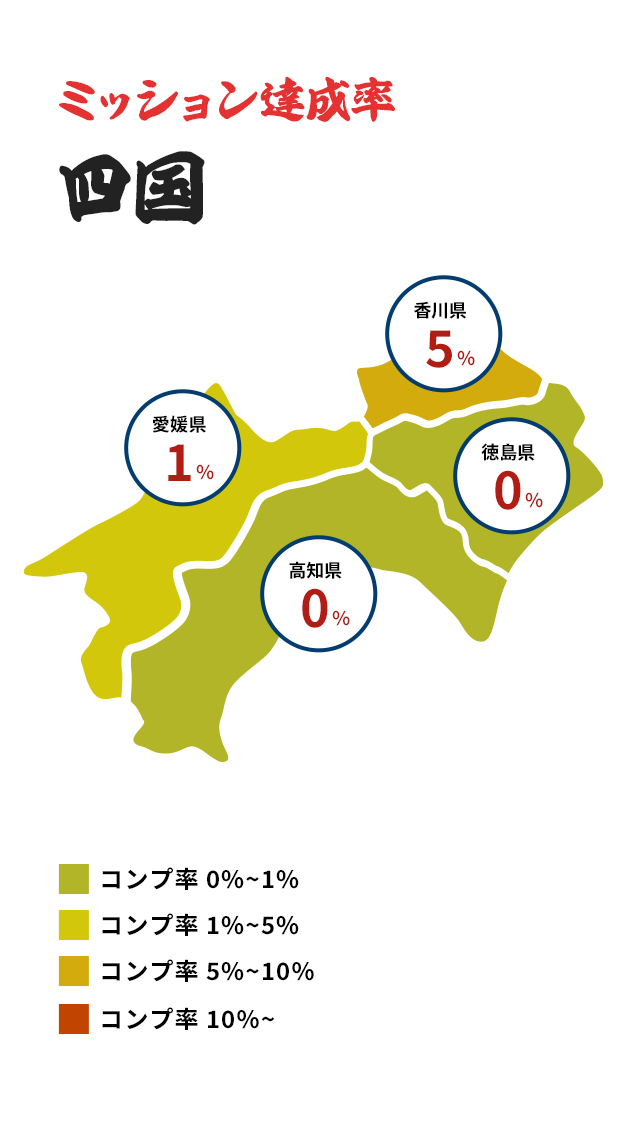 ミッション達成率
四国
香川県
5%
愛媛県
1%
徳島県
0%
高知県
0%
コンプ率 0%~1%
コンプ率 1%~5%
コンプ率 5%~10%
コンプ率 10%~